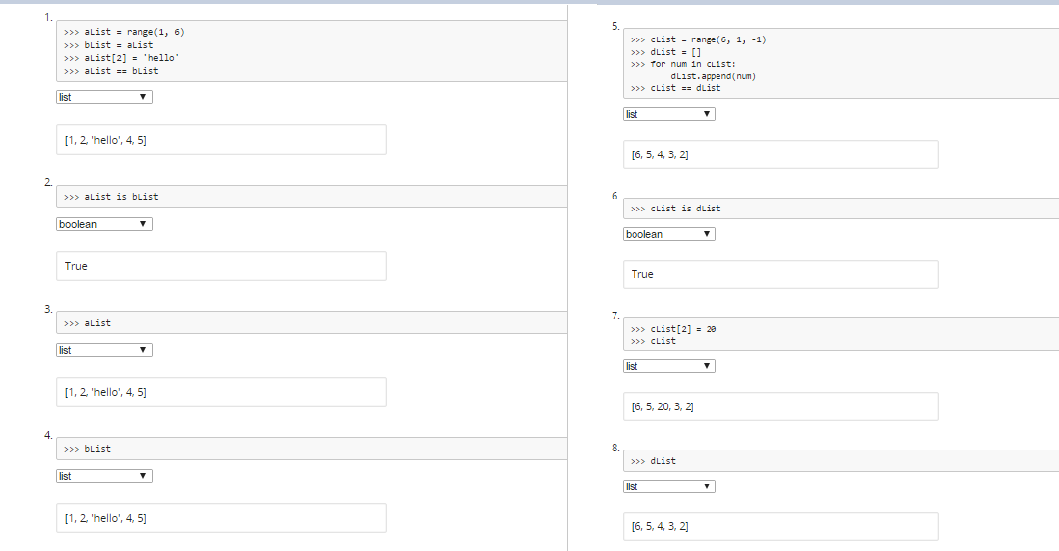 1.
>>> aList = range(1, 6)
>>> bList = aList
>>> aList[2] = 'hello'
>>> aList == bList
list
[1, 2, 'hello', 4, 5]
2.
>>> aList is bList
boolean
True
3.
>>> aList
list
[1, 2, 'hello', 4, 5]
4.
>>> bList
list
[1, 2, 'hello', 4, 5]
5.
>>> cList = range(6, 1, -1)
>>> dList = []
>>> for num in cList:
dList.append(num)
>>> cList == dList
list
[6, 5, 4, 3, 2]
6
>>> cList is dList
boolean
True
7.
>>> cList[2] = 20
>>> cList
list
[6, 5, 20, 3, 2]
8.
>>> dList
list
[6, 5, 4, 3, 2]